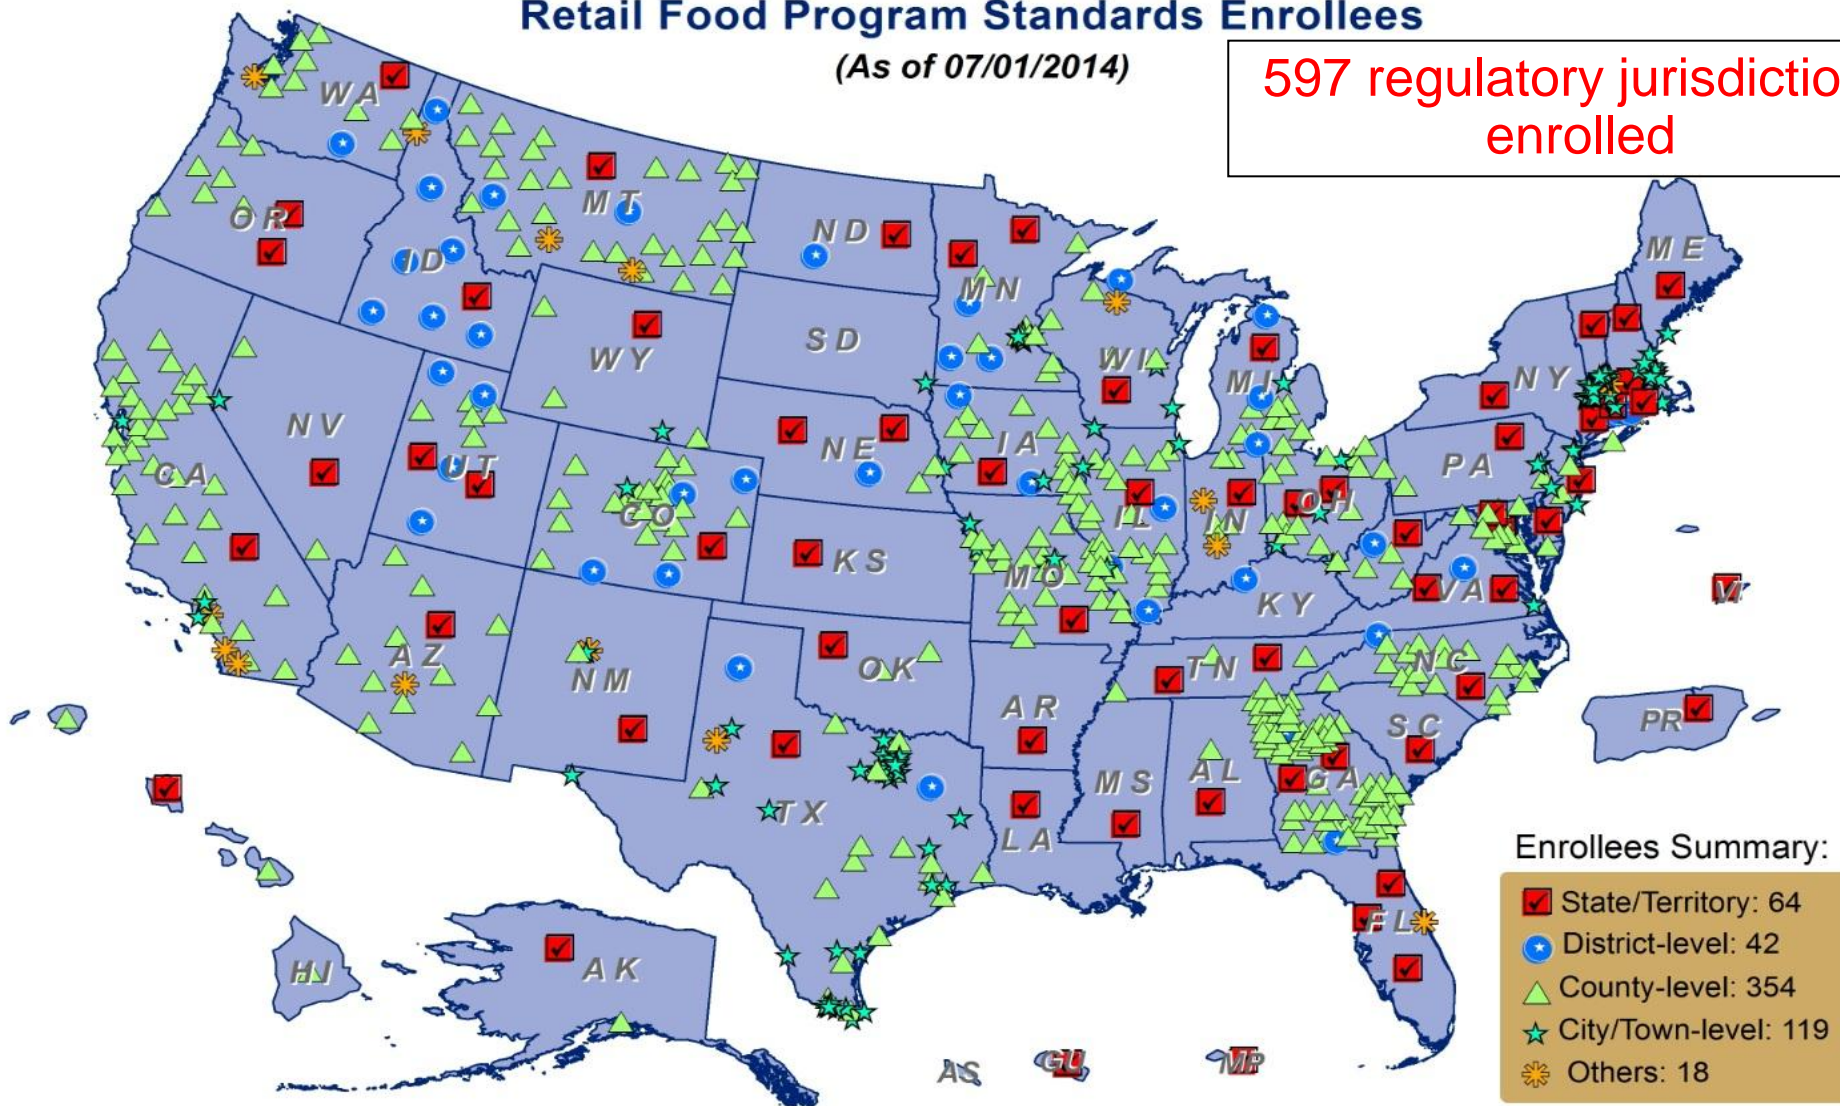 Retail Food Program Standards Enrollees
(As of 07/01/2014)
597 regulatory jurisdictio
enrolled
WA
OR
ID
MT
ND
MN
SD
WY
WI
MI
NY
ME
NV
UT
CA
CO
NE
IA
IL
IN
OH
PA
KS
MO
KY
VA
VI
AZ
NM
OK
AR
TN
NC
SC
PR
TX
LA
MS
AL
GA
FL
HI
AK
AS
GU
MP
Enrollees Summary:
State/Territory: 64
District-level: 42
County-level: 354
City/Town-level: 119
Others: 18